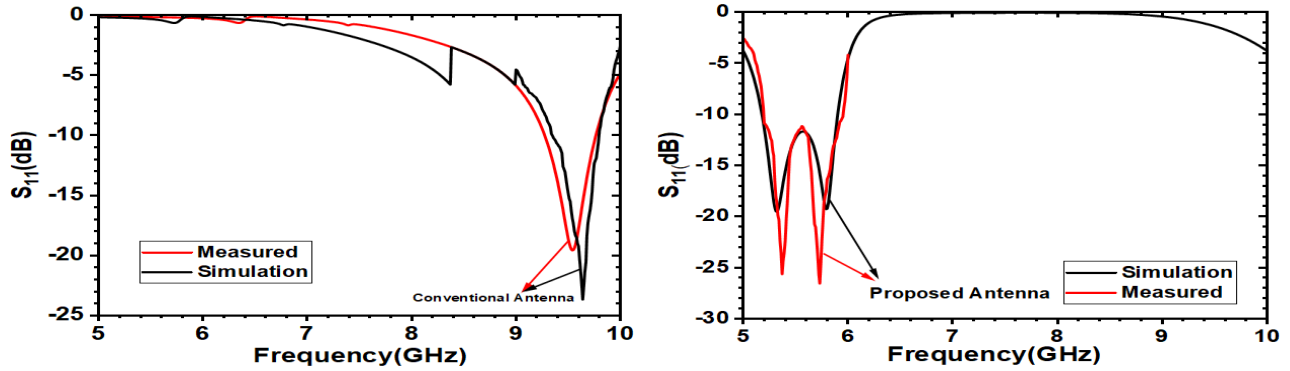 0
-5
-10
-15
-20
-25
S11(dB)
Measured
Simulation
Conventional Antenna
5 6 7 8 9 10
Frequency(GHz)
0
-5
-10
-15
-20
-25
-30
S11(dB)
Simulation
Measured
Proposed Antenna
5 6 7 8 9 10
Frequency(GHz)